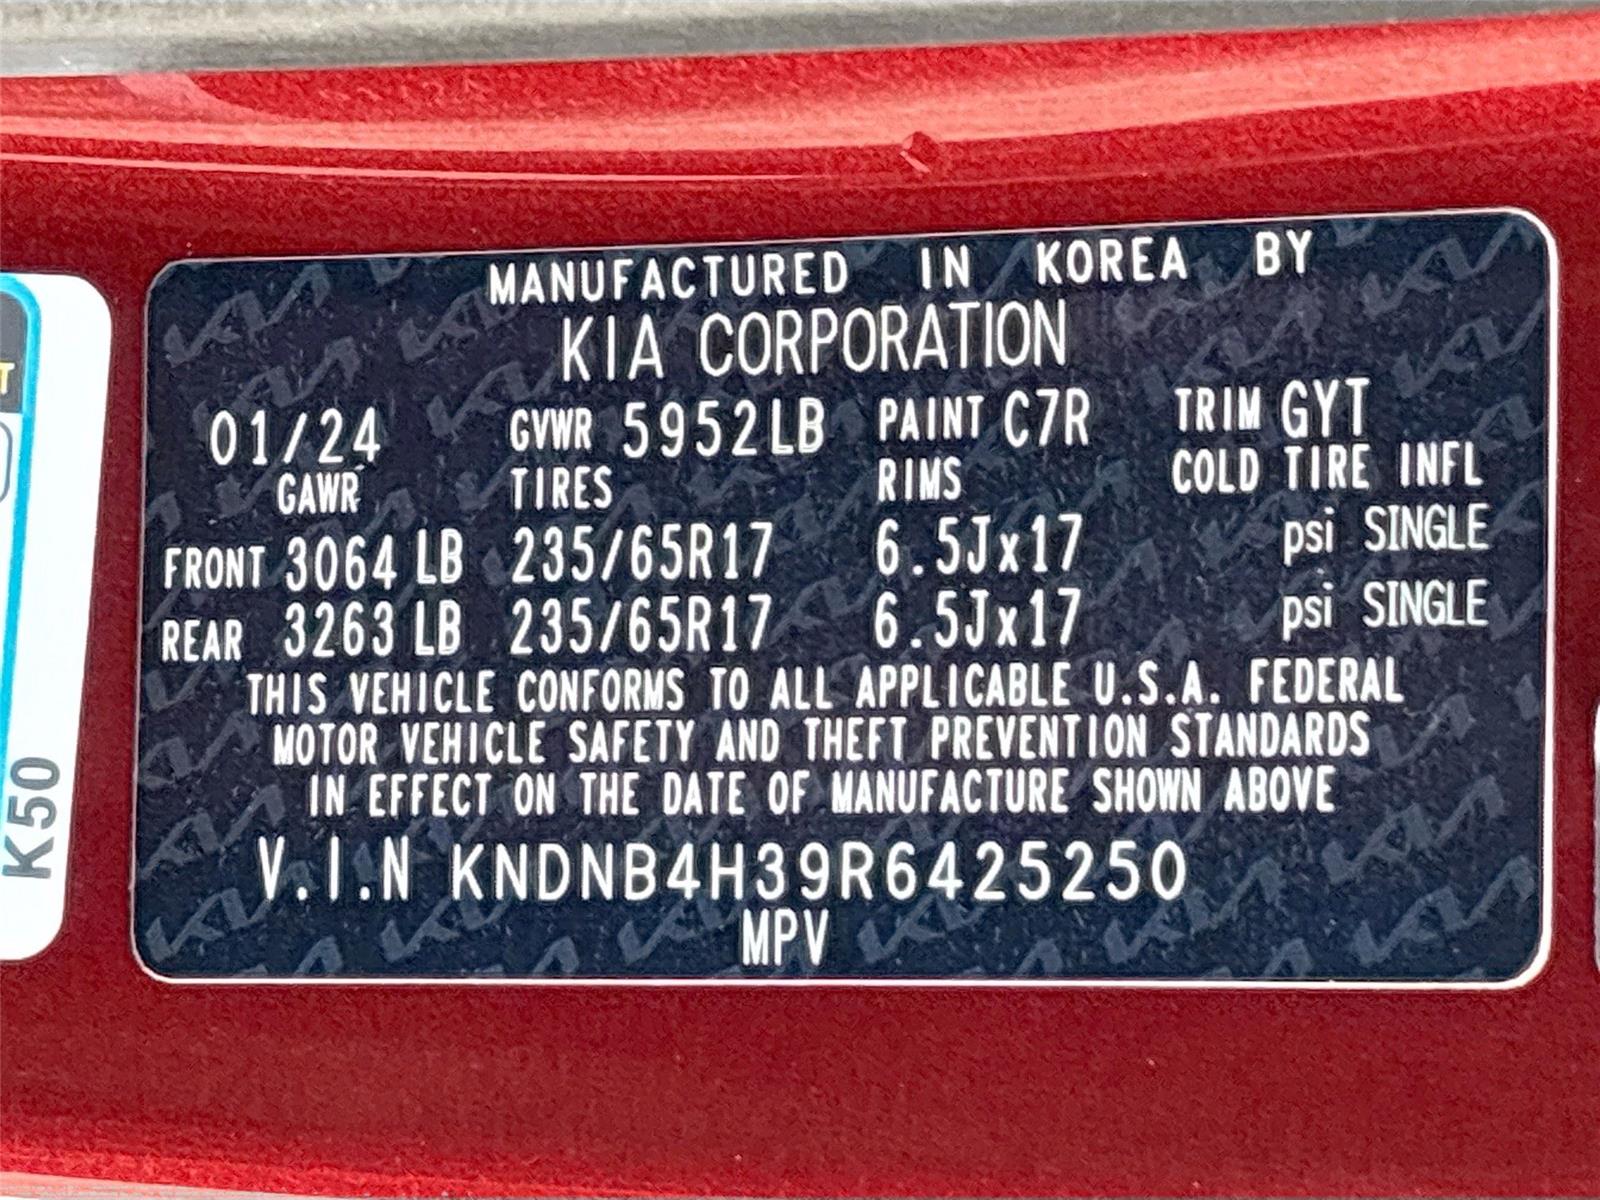 MANUFACTURED IN KOREA BY
KIA CORPORATION
01/24 GVWR 5952LB PAINT C7R TRIM GYT
GAWR TIRES RIMS COLD TIRE INFL
FRONT 3064 LB 235/65R17 6.5Jx17 psi SINGLE
REAR 3263 LB 235/65R17 6.5Jx17 psi SINGLE
THIS VEHICLE CONFORMS TO ALL APPLICABLE U.S.A. FEDERAL
MOTOR VEHICLE SAFETY AND THEFT PREVENTION STANDARDS
IN EFFECT ON THE DATE OF MANUFACTURE SHOWN ABOVE
V.I.N KNDNB4H39R6425250
MPV
T
K50